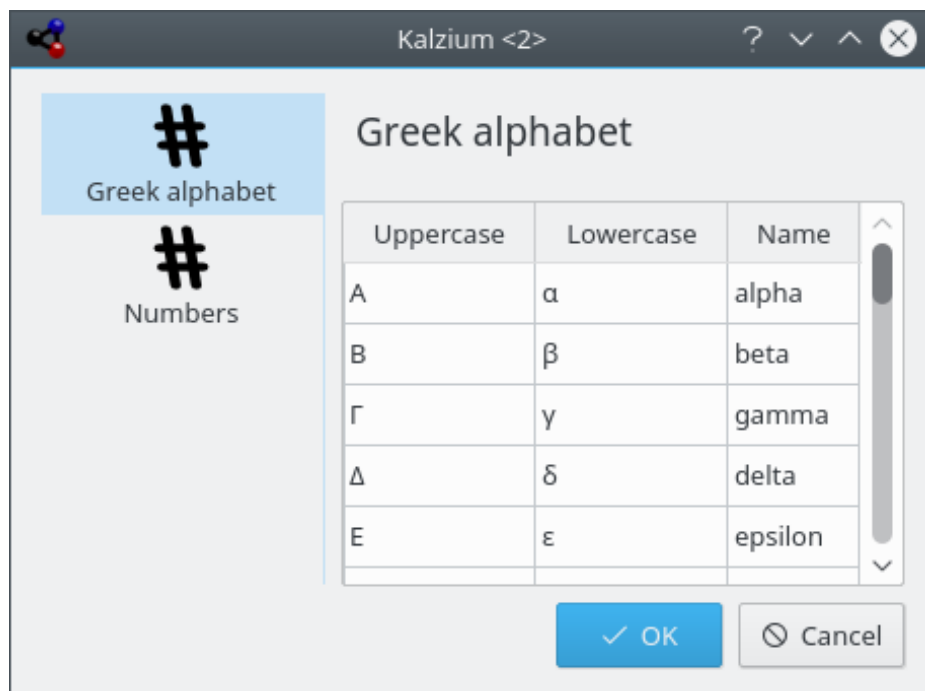 Kalzium <2>
Greek alphabet
Numbers
Greek alphabet
Uppercase Lowercase Name
Α α alpha
Β β beta
Γ γ gamma
Δ δ delta
Ε ε epsilon
OK Cancel